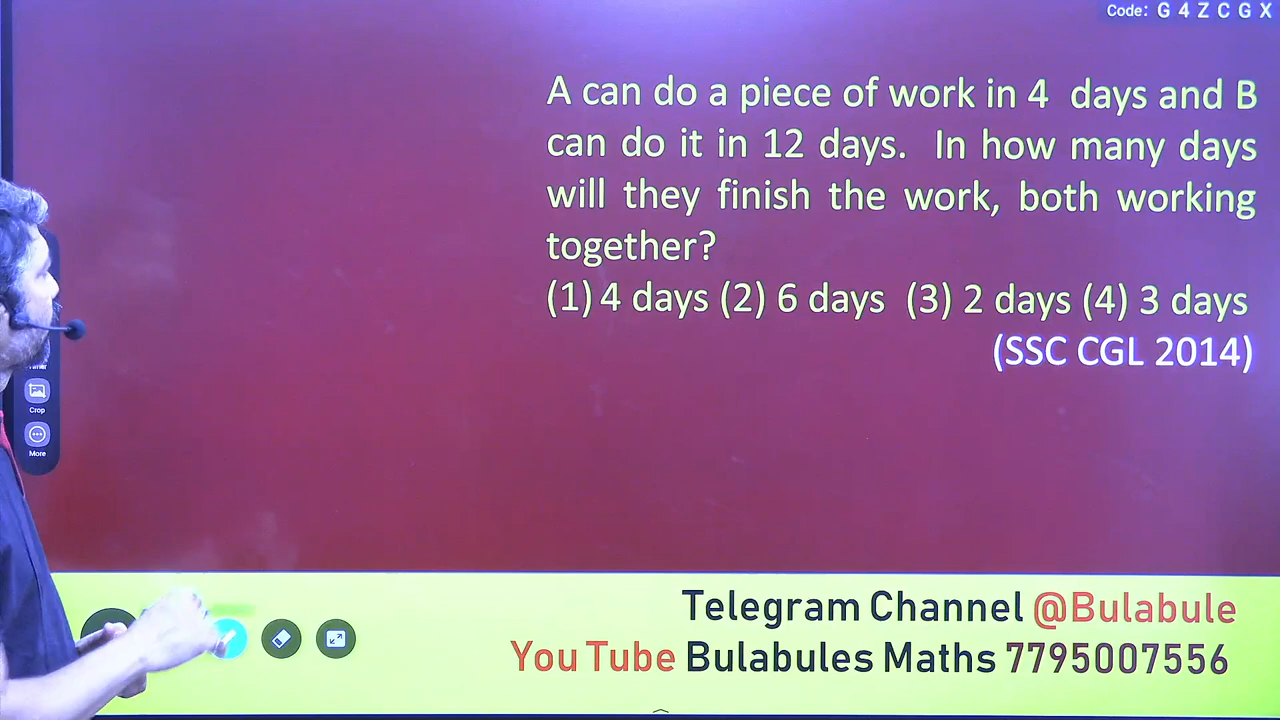 Code: G 4 Z C G X
A can do a piece of work in 4 days and B
can do it in 12 days. In how many days
will they finish the work, both working
together?
(1) 4 days (2) 6 days (3) 2 days (4) 3 days
(SSC CGL 2014)
Crop
More
Telegram Channel @Bulabule
You Tube Bulabules Maths 7795007556